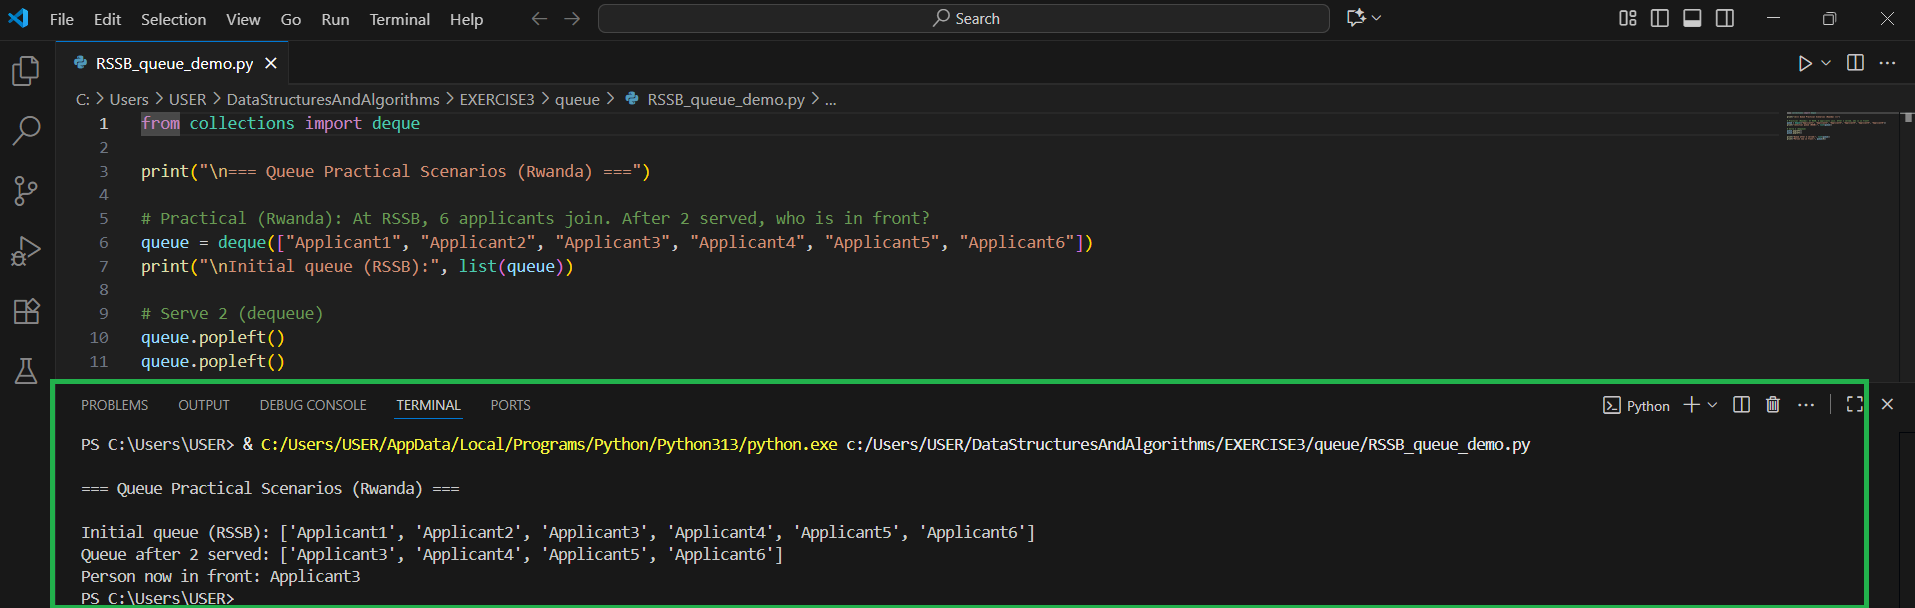 File Edit Selection View Go Run Terminal Help Search
RSSB_queue_demo.py
C: > Users > USER > DataStructuresAndAlgorithms > EXERCISE3 > queue > RSSB_queue_demo.py > ...
1 from collections import deque
2
3 print("\n=== Queue Practical Scenarios (Rwanda) ===")
4
5 # Practical (Rwanda): At RSSB, 6 applicants join. After 2 served, who is in front?
6 queue = deque(["Applicant1", "Applicant2", "Applicant3", "Applicant4", "Applicant5", "Applicant6"])
7 print("\nInitial queue (RSSB):", list(queue))
8
9 # Serve 2 (dequeue)
10 queue.popleft()
11 queue.popleft()
PROBLEMS OUTPUT DEBUG CONSOLE TERMINAL PORTS Python
PS C:\Users\USER> & C:/Users/USER/AppData/Local/Programs/Python/Python313/python.exe c:/Users/USER/DataStructuresAndAlgorithms/EXERCISE3/queue/RSSB_queue_demo.py
=== Queue Practical Scenarios (Rwanda) ===
Initial queue (RSSB): ['Applicant1', 'Applicant2', 'Applicant3', 'Applicant4', 'Applicant5', 'Applicant6']
Queue after 2 served: ['Applicant3', 'Applicant4', 'Applicant5', 'Applicant6']
Person now in front: Applicant3
PS C:\Users\USER>